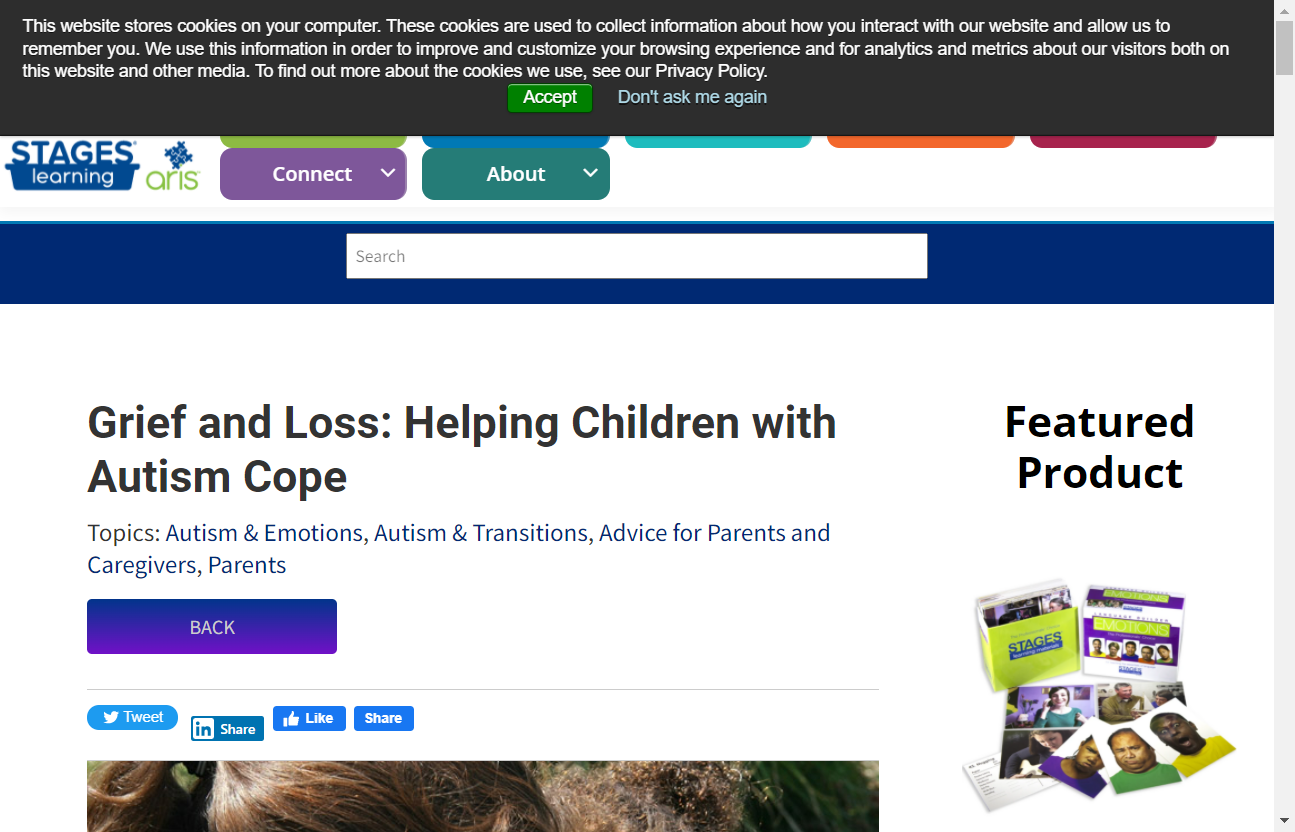 This website stores cookies on your computer. These cookies are used to collect information about how you interact with our website and allow us to
remember you. We use this information in order to improve and customize your browsing experience and for analytics and metrics about our visitors both on
this website and other media. To find out more about the cookies we use, see our Privacy Policy.
Accept
Don't ask me again
STAGES
learning
aris
Connect
About
Search
Grief and Loss: Helping Children with
Autism Cope
Topics: Autism & Emotions, Autism & Transitions, Advice for Parents and
Caregivers, Parents
BACK
Tweet
in Share
Like
Share
Featured
Product
STAGES
learning materials
EMOTIONS
STAGES